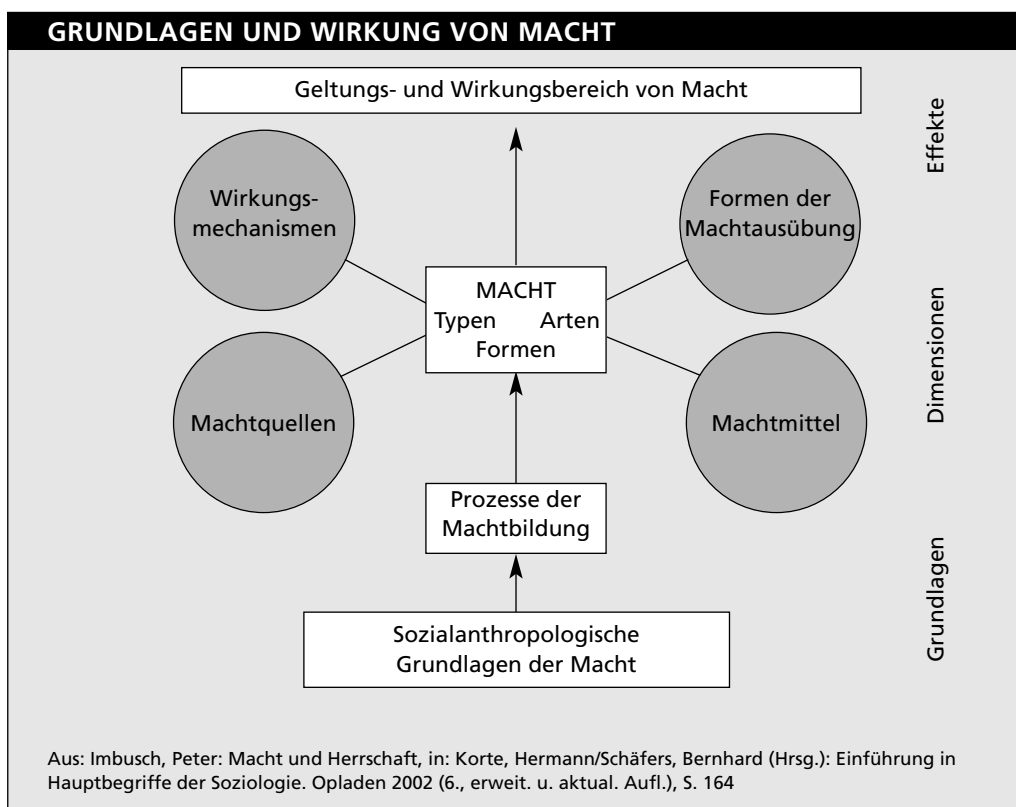 GRUNDLAGEN UND WIRKUNG VON MACHT
Geltungs- und Wirkungsbereich von Macht
Effekte
Wirkungs-
mechanismen
Formen der
Machtausübung
MACHT
Typen Arten
Formen
Dimensionen
Machtquellen
Machtmittel
Prozesse der
Machtbildung
Grundlagen
Sozialanthropologische
Grundlagen der Macht
Aus: Imbusch, Peter: Macht und Herrschaft, in: Korte, Hermann/Schäfers, Bernhard (Hrsg.): Einführung in
Hauptbegriffe der Soziologie. Opladen 2002 (6., erweit. u. aktual. Aufl.), S. 164